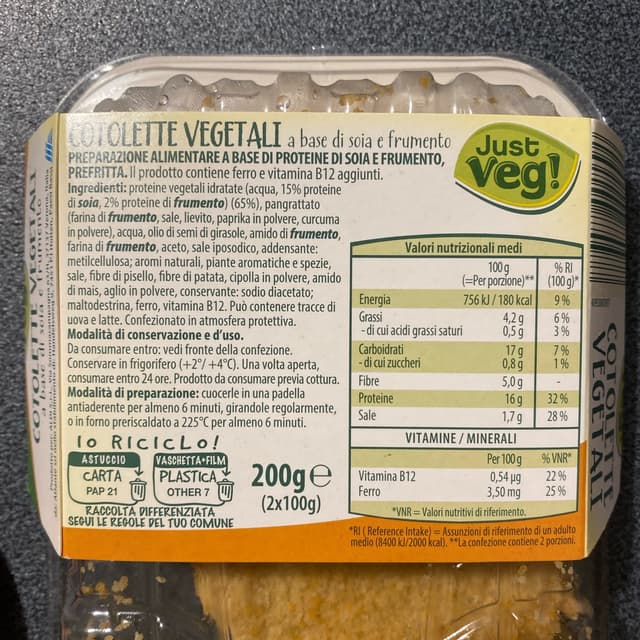 COTOLETTE VEGETALI a base di soia e frumento
PREPARAZIONE ALIMENTARE A BASE DI PROTEINE DI SOIA E FRUMENTO,
PREFRITTA. Il prodotto contiene ferro e vitamina B12 aggiunti.
Ingredienti: proteine vegetali idratate (acqua, 15% proteine
di soia, 2% proteine di frumento) (65%), pangrattato
(farina di frumento, sale, lievito, paprika in polvere, curcuma
in polvere), acqua, olio di semi di girasole, amido di frumento,
farina di frumento, aceto, sale iposodico, addensante:
metilcellulosa; aromi naturali, piante aromatiche e spezie,
sale, fibre di pisello, fibre di patata, cipolla in polvere, amido
di mais, aglio in polvere, conservante: sodio diacetato;
maltodestrina, ferro, vitamina B12. Può contenere tracce di
uova e latte. Confezionato in atmosfera protettiva.
Modalità di conservazione e d'uso.
Da consumare entro: vedi fronte della confezione.
Conservare in frigorifero (+2°/ +4°C). Una volta aperta,
consumare entro 24 ore. Prodotto da consumare previa cottura.
Modalità di preparazione: cuocerle in una padella
antiaderente per almeno 6 minuti, girandole regolarmente,
o in forno preriscaldato a 225°C per almeno 6 minuti.
Io RICICLO!
ASTUCCIO
CARTA
PAP 21
VASCHETTA+FILM
PLASTICA
OTHER 7
RACCOLTA DIFFERENZIATA
SEGUI LE REGOLE DEL TUO COMUNE
200g e
(2x100g)
Just
Veg!
Valori nutrizionali medi
100 g % RI
(=Per porzione)** (100 g)*
Energia 756 kJ / 180 kcal 9 %
Grassi 4,2 g 6 %
- di cui acidi grassi saturi 0,5 g 3 %
Carboidrati 17 g 7 %
- di cui zuccheri 0,8 g 1 %
Fibre 5,0 g -
Proteine 16 g 32 %
Sale 1,7 g 28 %
VITAMINE / MINERALI
Per 100 g % VNR*
Vitamina B12 0,54 µg 22 %
Ferro 3,50 mg 25 %
*VNR = Valori nutritivi di riferimento.
*RI ( Reference Intake) = Assunzioni di riferimento di un adulto
medio (8400 kJ/2000 kcal). **La confezione contiene 2 porzioni.
COTOLETTE
VEGETALI
COTOLETTE VEGETALI
a base di soia e frumento